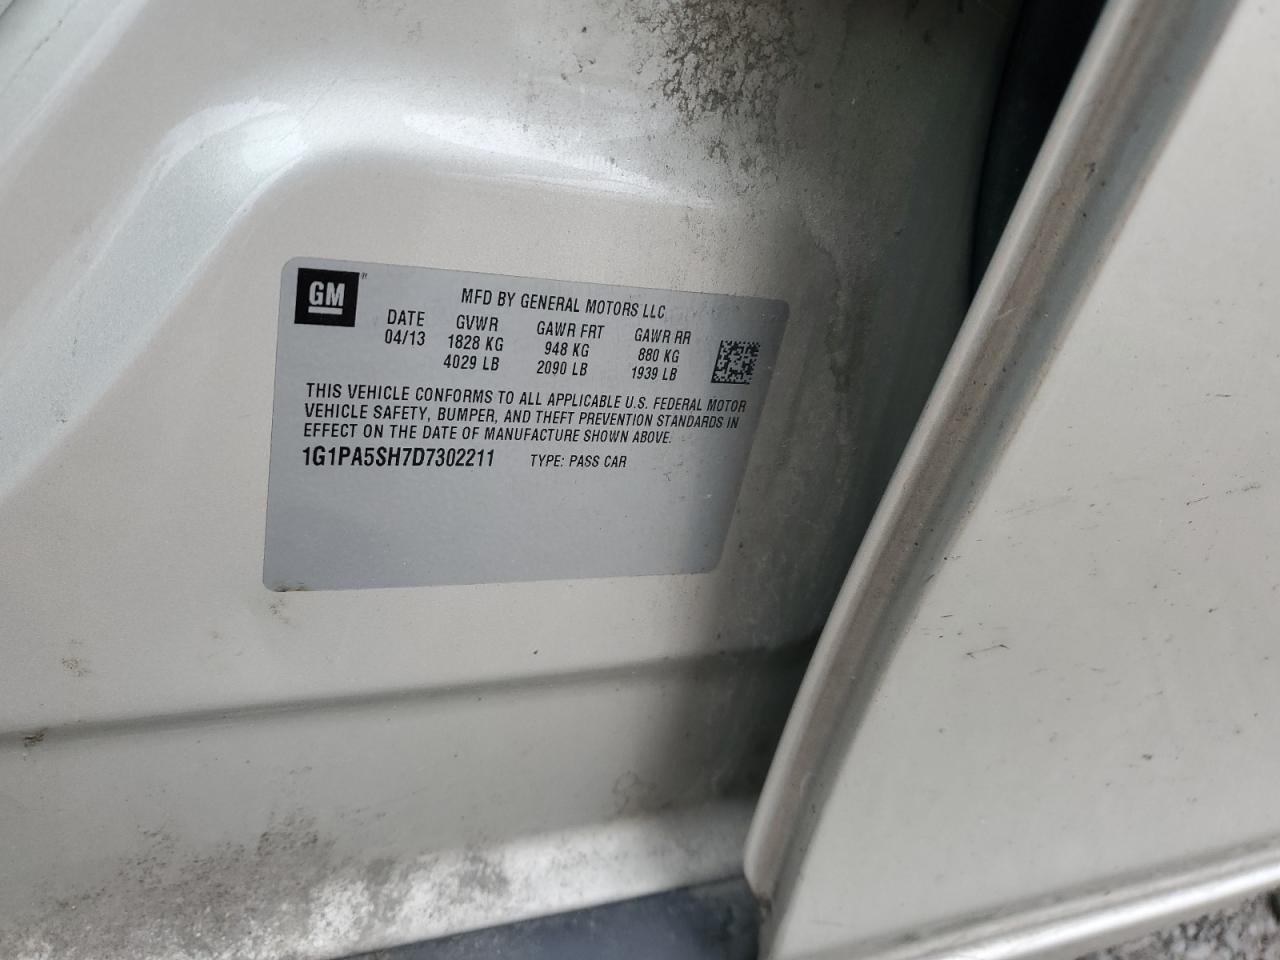 GM
MFD BY GENERAL MOTORS LLC
DATE GVWR GAWR FRT GAWR RR
04/13 1828 KG 948 KG 880 KG
4029 LB 2090 LB 1939 LB
THIS VEHICLE CONFORMS TO ALL APPLICABLE U.S. FEDERAL MOTOR
VEHICLE SAFETY, BUMPER, AND THEFT PREVENTION STANDARDS IN
EFFECT ON THE DATE OF MANUFACTURE SHOWN ABOVE.
1G1PA5SH7D7302211 TYPE: PASS CAR